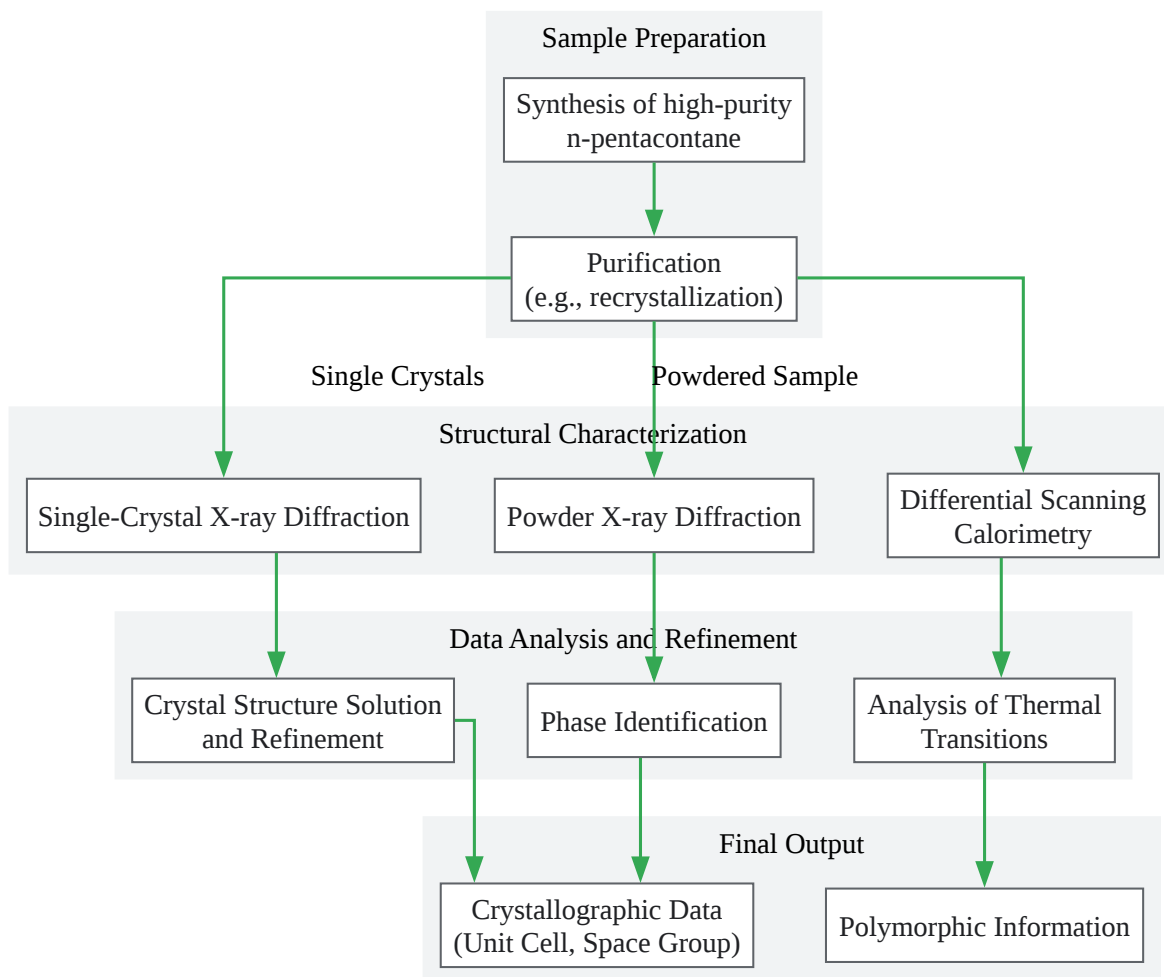 Sample Preparation
Synthesis of high-purity
n-pentacontane
Purification
(e.g., recrystallization)
Single Crystals
Powdered Sample
Structural Characterization
Single-Crystal X-ray Diffraction
Powder X-ray Diffraction
Differential Scanning
Calorimetry
Data Analysis and Refinement
Crystal Structure Solution
and Refinement
Phase Identification
Analysis of Thermal
Transitions
Final Output
Crystallographic Data
(Unit Cell, Space Group)
Polymorphic Information